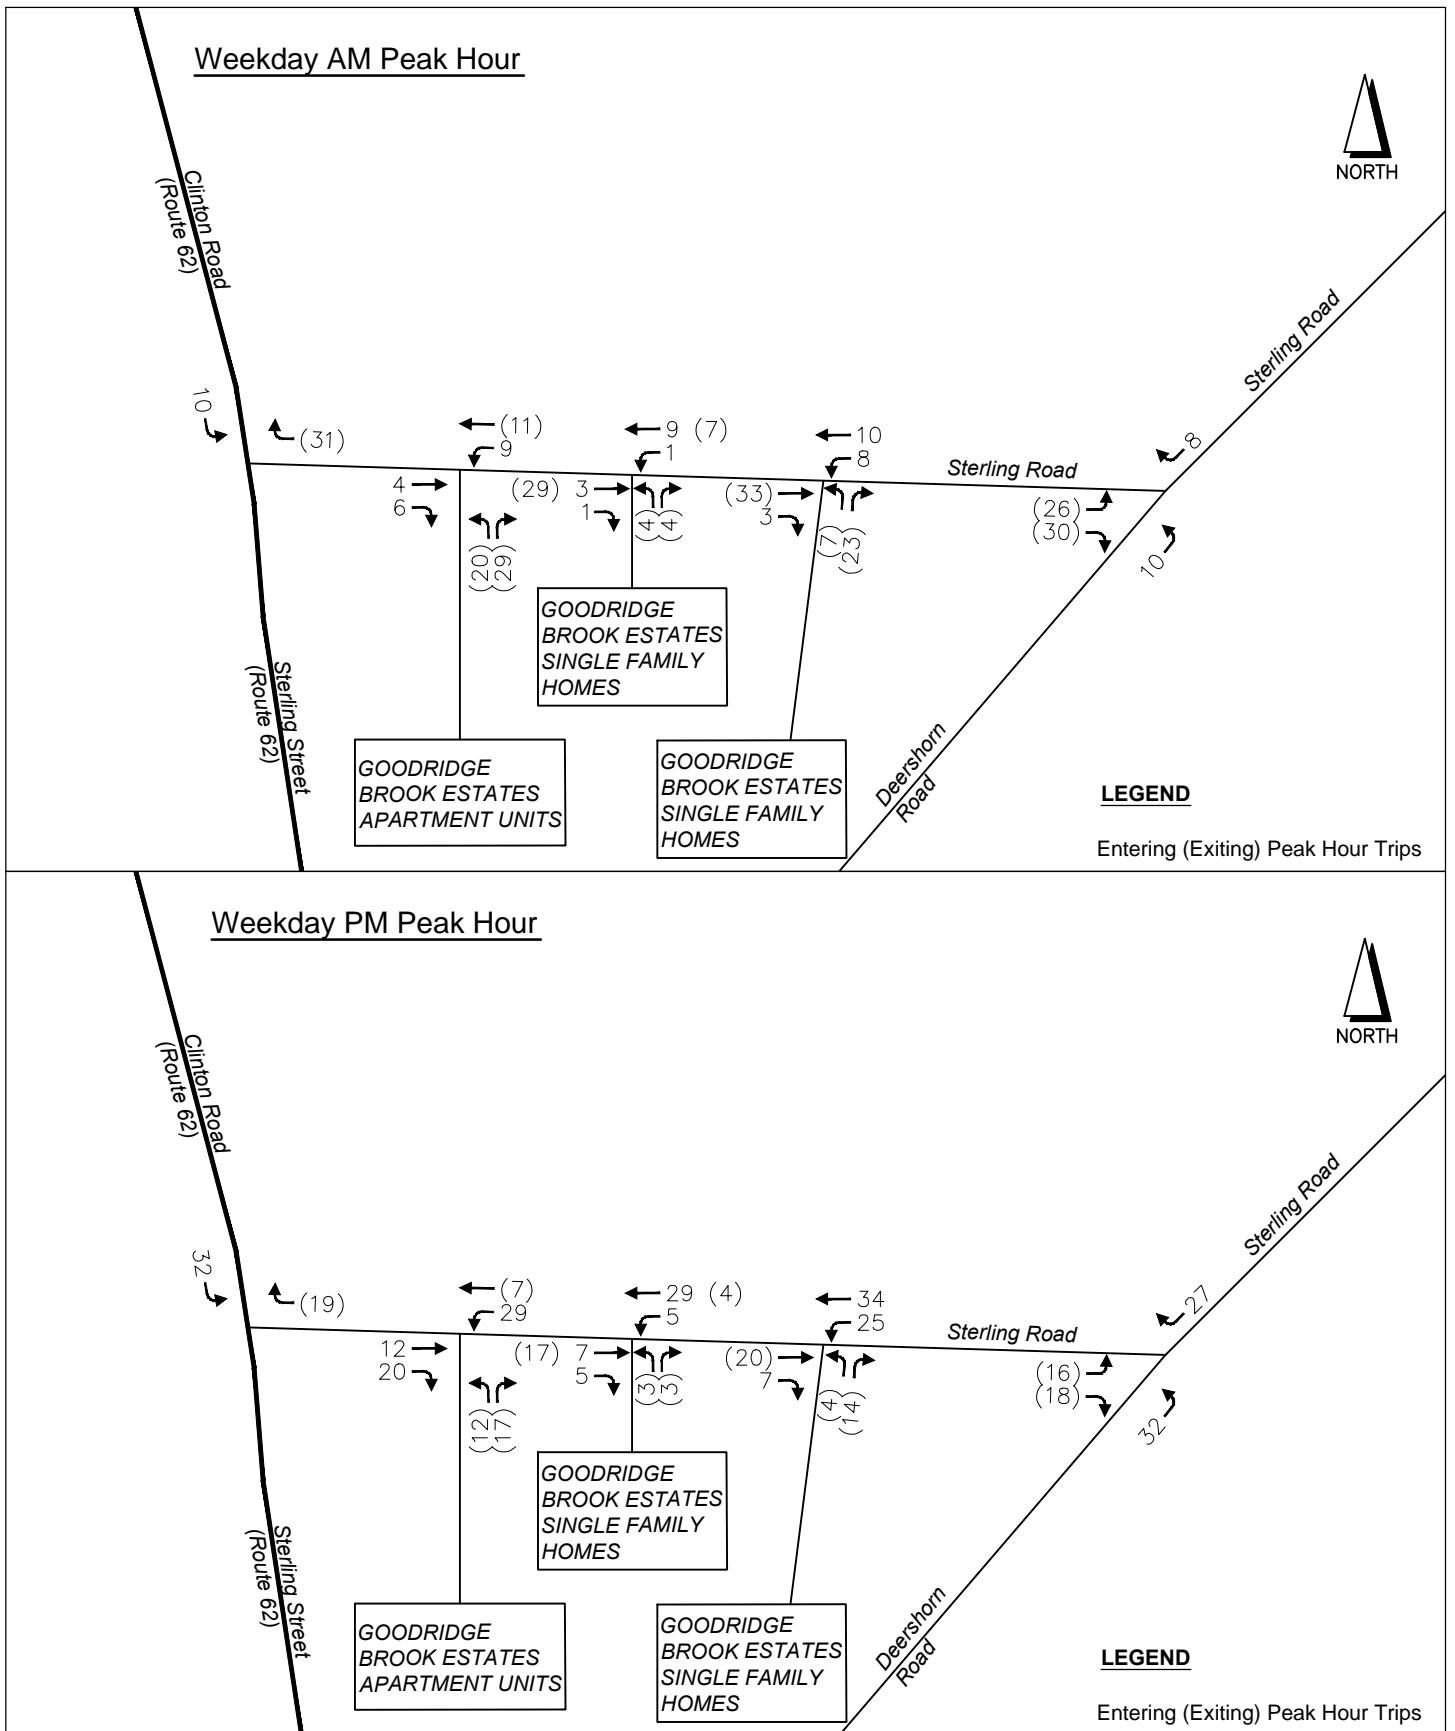 Weekday AM Peak Hour
NORTH
Clinton Road
(Route 62)
Sterling Road
10
(31)
(11)
9
9 (7)
1
10
8
Sterling Road
8
4
6
(29) 3
1
(33)
3
(26)
(30)
10
(20)
(29)
(4)
(4)
(7)
(23)
GOODRIDGE
BROOK ESTATES
SINGLE FAMILY
HOMES
Sterling Street
(Route 62)
GOODRIDGE
BROOK ESTATES
APARTMENT UNITS
GOODRIDGE
BROOK ESTATES
SINGLE FAMILY
HOMES
Deershorn
Road
LEGEND
Entering (Exiting) Peak Hour Trips
Weekday PM Peak Hour
NORTH
Clinton Road
(Route 62)
Sterling Road
32
(19)
(7)
29
29 (4)
5
34
25
Sterling Road
27
12
20
(17) 7
5
(20)
7
(16)
(18)
32
(12)
(17)
(3)
(3)
(4)
(14)
GOODRIDGE
BROOK ESTATES
SINGLE FAMILY
HOMES
Sterling Street
(Route 62)
GOODRIDGE
BROOK ESTATES
APARTMENT UNITS
GOODRIDGE
BROOK ESTATES
SINGLE FAMILY
HOMES
Deershorn
Road
LEGEND
Entering (Exiting) Peak Hour Trips